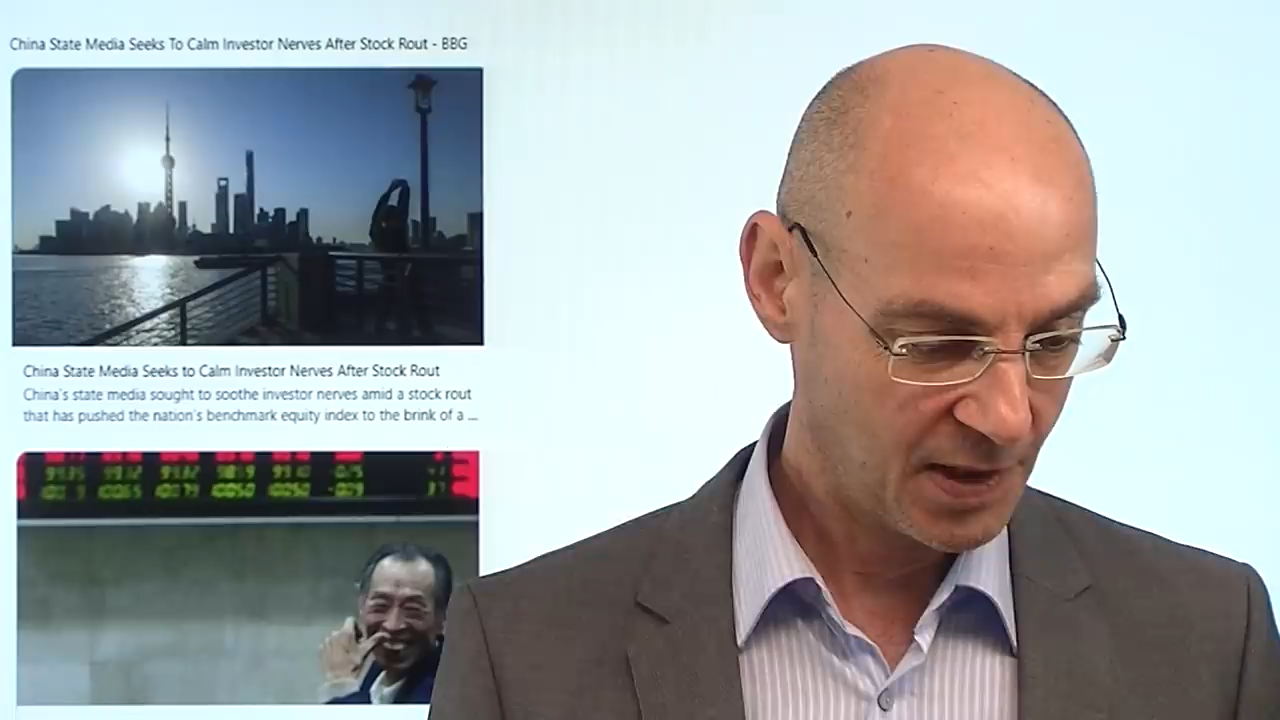 China State Media Seeks To Calm Investor Nerves After Stock Rout - BBG
China State Media Seeks to Calm Investor Nerves After Stock Rout
China's state media sought to soothe investor nerves amid a stock rout
that has pushed the nation's benchmark equity index to the brink of a ...